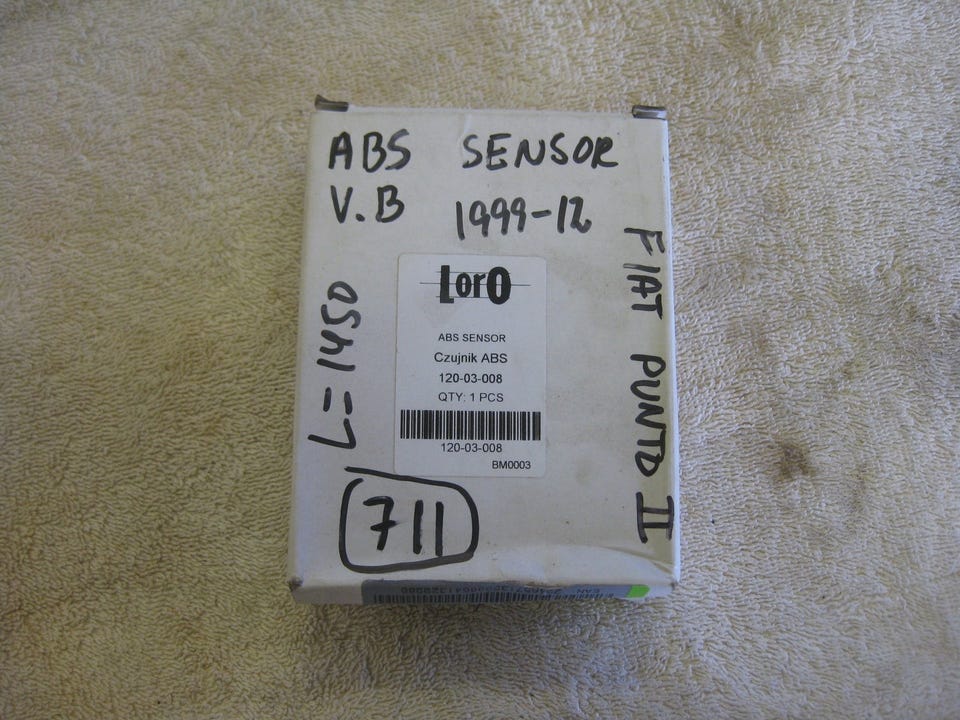 ABS SENSOR
V.B 1999-12
FIAT PUNTO II
L=1450
LorO
ABS SENSOR
Czujnik ABS
120-03-008
QTY: 1 PCS
120-03-008
BM0003
711
EAN